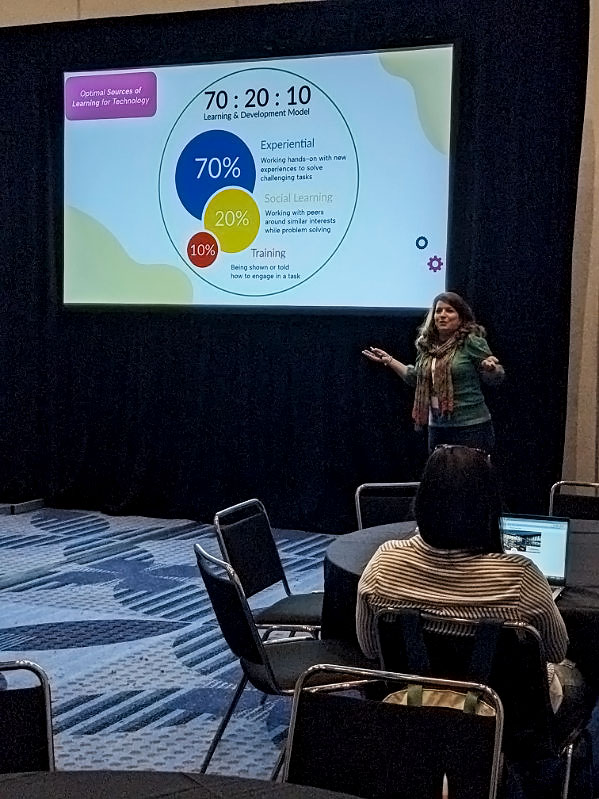 Optimal Sources of
Learning for Technology
70 : 20 : 10
Learning & Development Model
70%
Experiential
Working hands-on with new
experiences to solve
challenging tasks
20%
Social Learning
Working with peers
around similar interests
while problem solving
10%
Training
Being shown or told
how to engage in a task